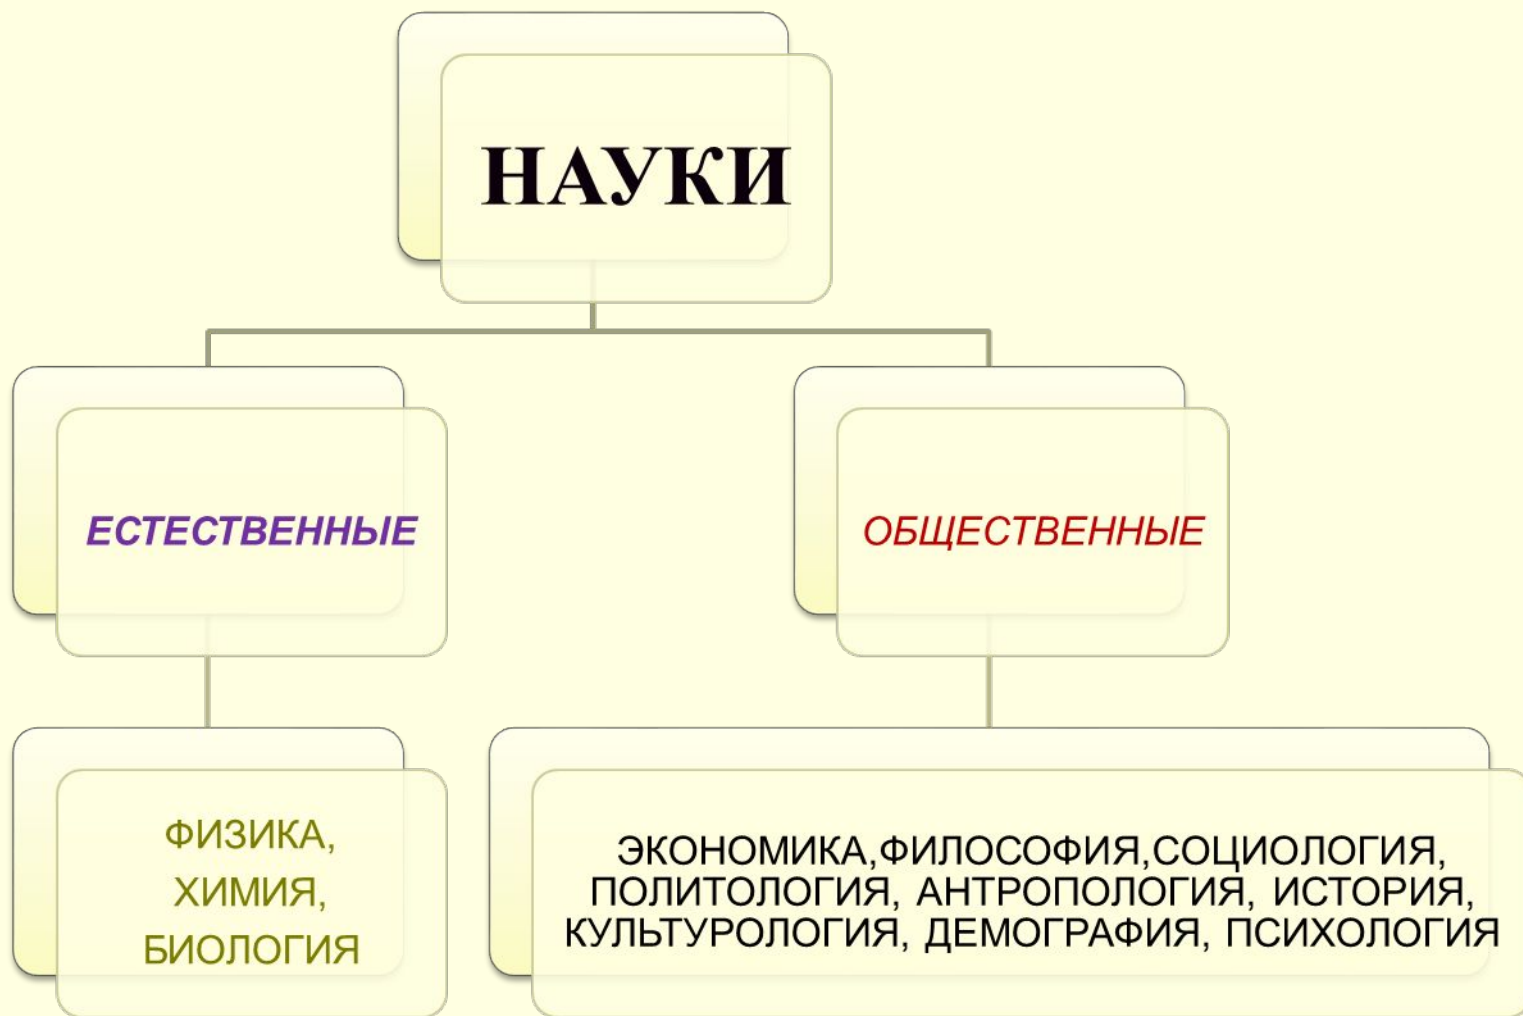 НАУКИ
ЕСТЕСТВЕННЫЕ
ОБЩЕСТВЕННЫЕ
ФИЗИКА,
ХИМИЯ,
БИОЛОГИЯ
ЭКОНОМИКА,ФИЛОСОФИЯ,СОЦИОЛОГИЯ,
ПОЛИТОЛОГИЯ, АНТРОПОЛОГИЯ, ИСТОРИЯ,
КУЛЬТУРОЛОГИЯ, ДЕМОГРАФИЯ, ПСИХОЛОГИЯ